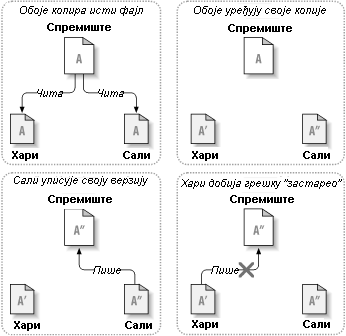 Обоје копира исти фајл
Спремиште
A
Чита
Чита
A
A
Хари
Сали
Обоје уређују своје копије
Спремиште
A
A'
A"
Хари
Сали
Сали уписује своју верзију
Спремиште
A"
Пише
A'
A"
Хари
Сали
Хари добија грешку "застарео"
Спремиште
A"
Пише
A'
A"
Хари
Сали